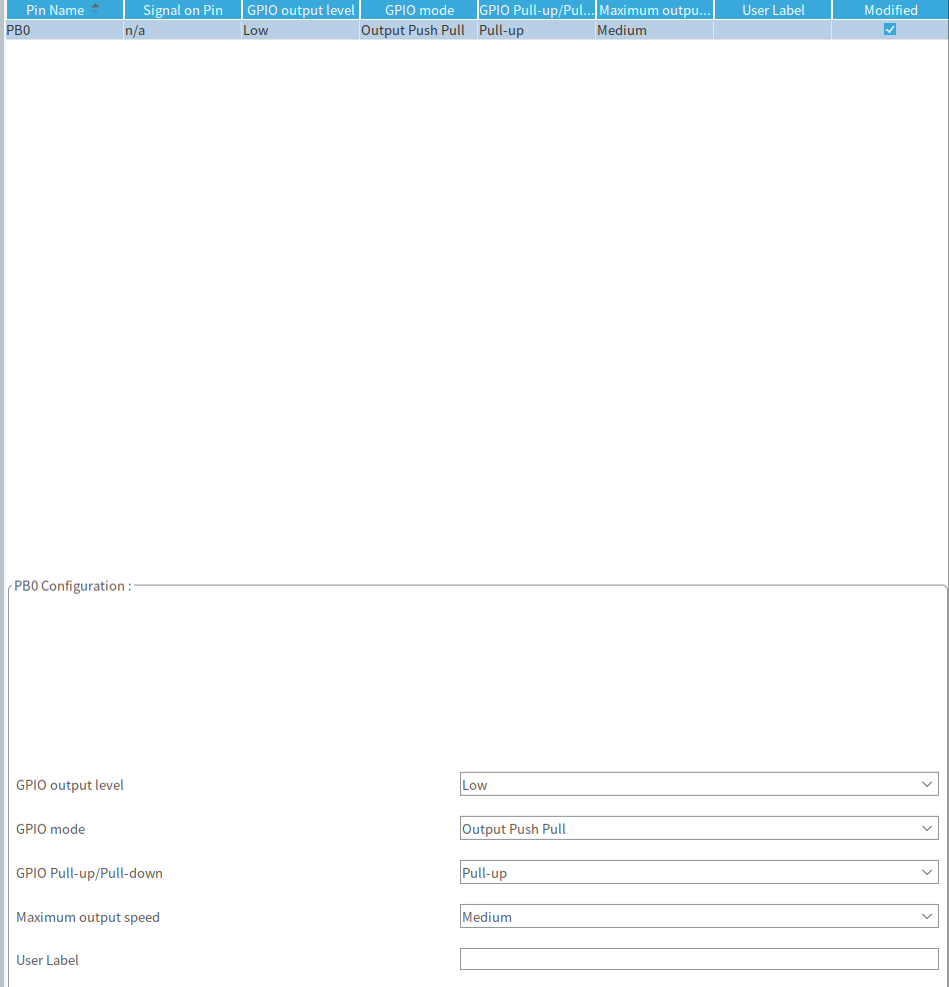 Pin Name Signal on Pin GPIO output level GPIO mode GPIO Pull-up/Pul... Maximum outpu... User Label Modified
PB0 n/a Low Output Push Pull Pull-up Medium
PB0 Configuration :
GPIO output level Low
GPIO mode Output Push Pull
GPIO Pull-up/Pull-down Pull-up
Maximum output speed Medium
User Label